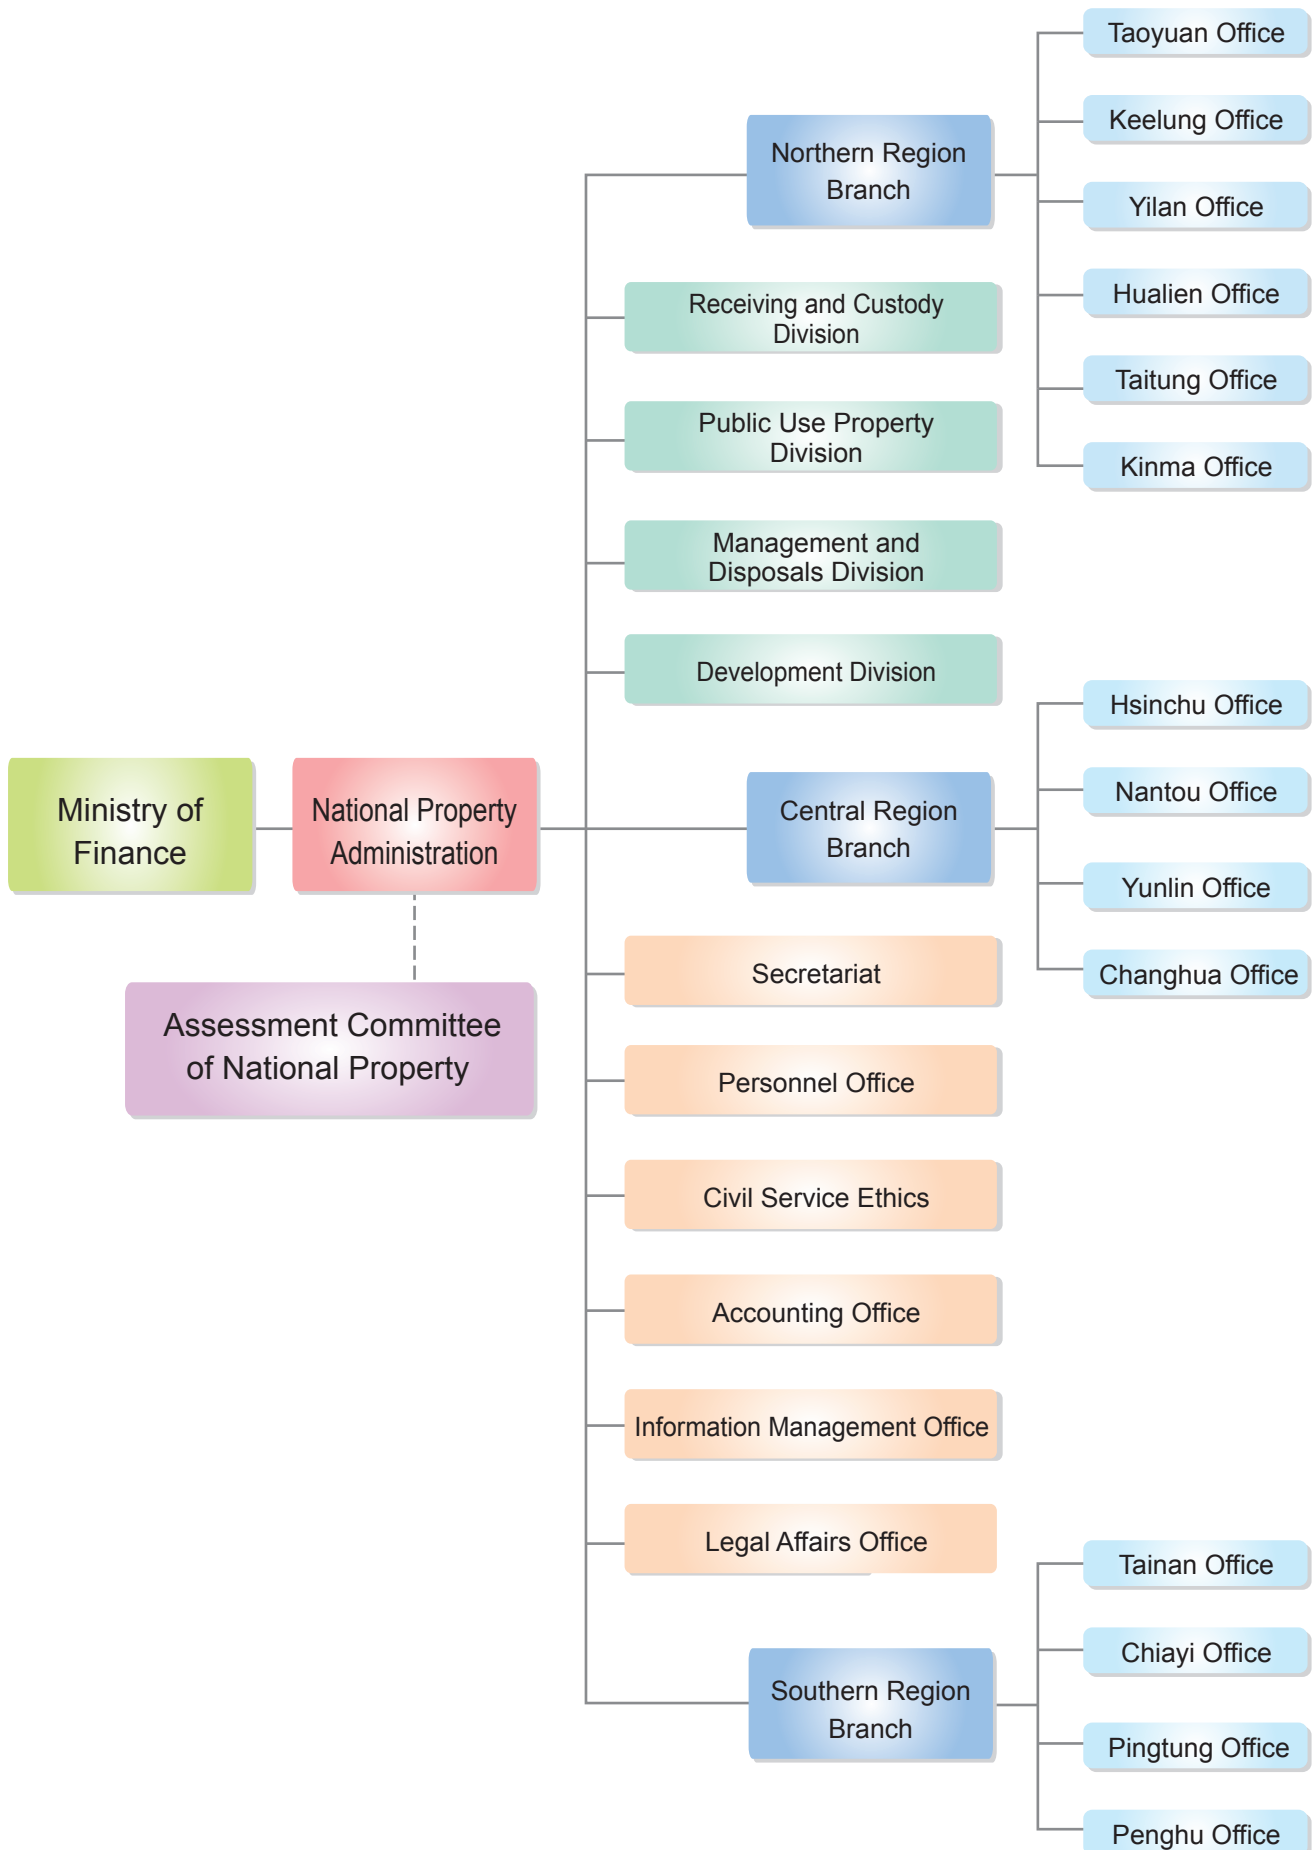 Ministry of
Finance
National Property
Administration
Assessment Committee
of National Property
Northern Region
Branch
Taoyuan Office
Keelung Office
Yilan Office
Hualien Office
Taitung Office
Kinma Office
Receiving and Custody
Division
Public Use Property
Division
Management and
Disposals Division
Development Division
Central Region
Branch
Hsinchu Office
Nantou Office
Yunlin Office
Changhua Office
Secretariat
Personnel Office
Civil Service Ethics
Accounting Office
Information Management Office
Legal Affairs Office
Southern Region
Branch
Tainan Office
Chiayi Office
Pingtung Office
Penghu Office